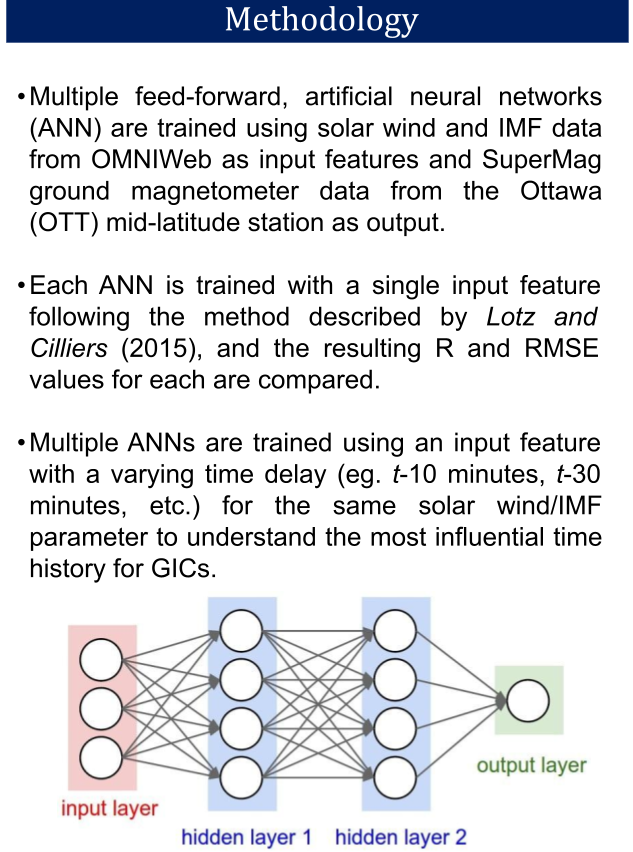 Methodology
•Multiple feed-forward, artificial neural networks
(ANN) are trained using solar wind and IMF data
from OMNIWeb as input features and SuperMag
ground magnetometer data from the Ottawa
(OTT) mid-latitude station as output.
•Each ANN is trained with a single input feature
following the method described by Lotz and
Cilliers (2015), and the resulting R and RMSE
values for each are compared.
•Multiple ANNs are trained using an input feature
with a varying time delay (eg. t-10 minutes, t-30
minutes, etc.) for the same solar wind/IMF
parameter to understand the most influential time
history for GICs.
output layer
input layer
hidden layer 1 hidden layer 2